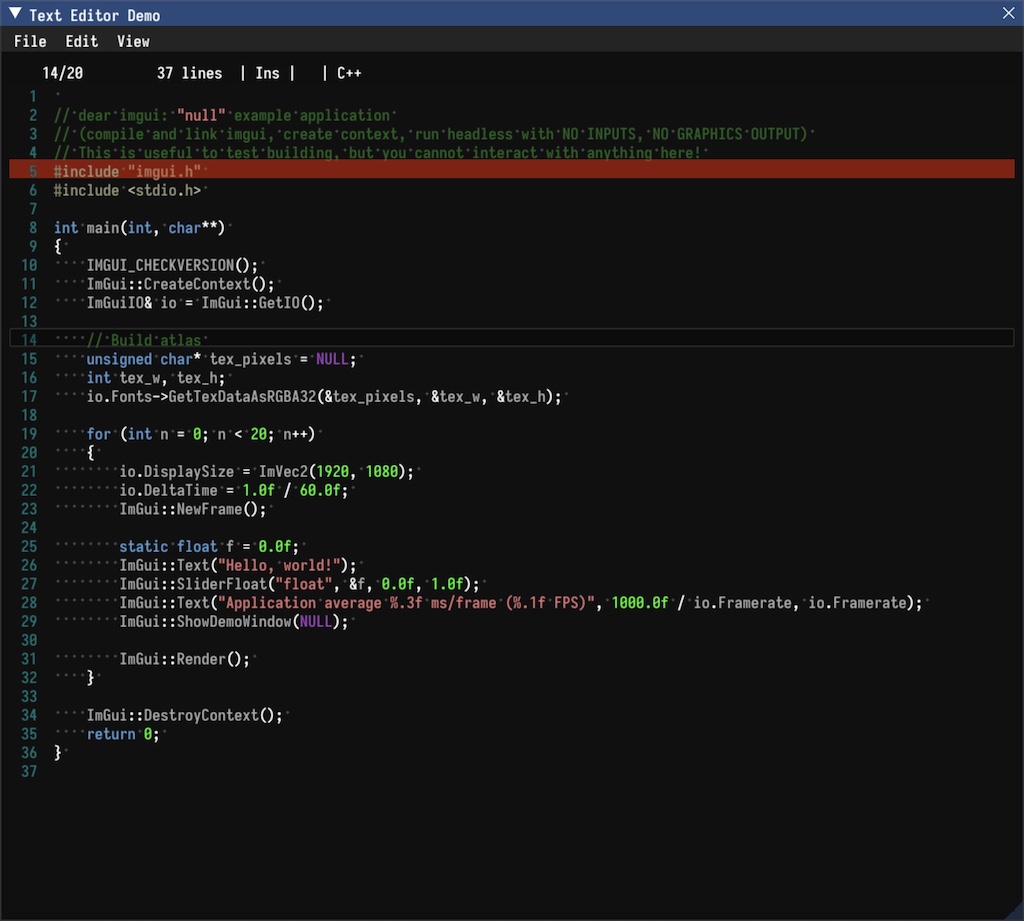 Text Editor Demo
File Edit View
14/20 37 lines | Ins | | C++
1
2 // dear imgui: "null" example application
3 // (compile and link imgui, create context, run headless with NO INPUTS, NO GRAPHICS OUTPUT)
4 // This is useful to test building, but you cannot interact with anything here!
5 #include "imgui.h"
6 #include <stdio.h>
7
8 int main(int, char**)
9 {
10     IMGUI_CHECKVERSION();
11     ImGui::CreateContext();
12     ImGuiIO& io = ImGui::GetIO();
13
14     // Build atlas
15     unsigned char* tex_pixels = NULL;
16     int tex_w, tex_h;
17     io.Fonts->GetTexDataAsRGBA32(&tex_pixels, &tex_w, &tex_h);
18
19     for (int n = 0; n < 20; n++)
20     {
21         io.DisplaySize = ImVec2(1920, 1080);
22         io.DeltaTime = 1.0f / 60.0f;
23         ImGui::NewFrame();
24
25         static float f = 0.0f;
26         ImGui::Text("Hello, world!");
27         ImGui::SliderFloat("float", &f, 0.0f, 1.0f);
28         ImGui::Text("Application average %.3f ms/frame (%.1f FPS)", 1000.0f / io.Framerate, io.Framerate);
29         ImGui::ShowDemoWindow(NULL);
30
31         ImGui::Render();
32     }
33
34     ImGui::DestroyContext();
35     return 0;
36 }
37